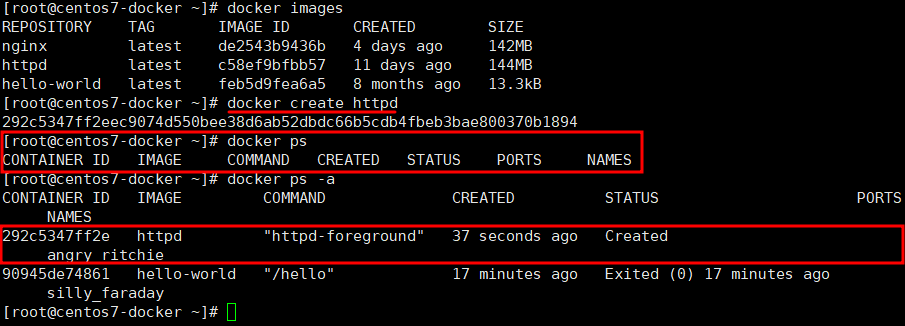 [root@centos7-docker ~]# docker images
REPOSITORY    TAG       IMAGE ID       CREATED        SIZE
nginx         latest    de2543b9436b   4 days ago     142MB
httpd         latest    c58ef9bfbb57   11 days ago    144MB
hello-world   latest    feb5d9fea6a5   8 months ago   13.3kB
[root@centos7-docker ~]# docker create httpd
292c5347ff2eec9074d550bee38d6ab52dbdc66b5cdb4fbeb3bae800370b1894
[root@centos7-docker ~]# docker ps
CONTAINER ID   IMAGE     COMMAND   CREATED   STATUS    PORTS     NAMES
[root@centos7-docker ~]# docker ps -a
CONTAINER ID   IMAGE         COMMAND              CREATED          STATUS                      PORTS
     NAMES
292c5347ff2e   httpd         "httpd-foreground"   37 seconds ago   Created
     angry_ritchie
90945de74861   hello-world   "/hello"             17 minutes ago   Exited (0) 17 minutes ago
     silly_faraday
[root@centos7-docker ~]#